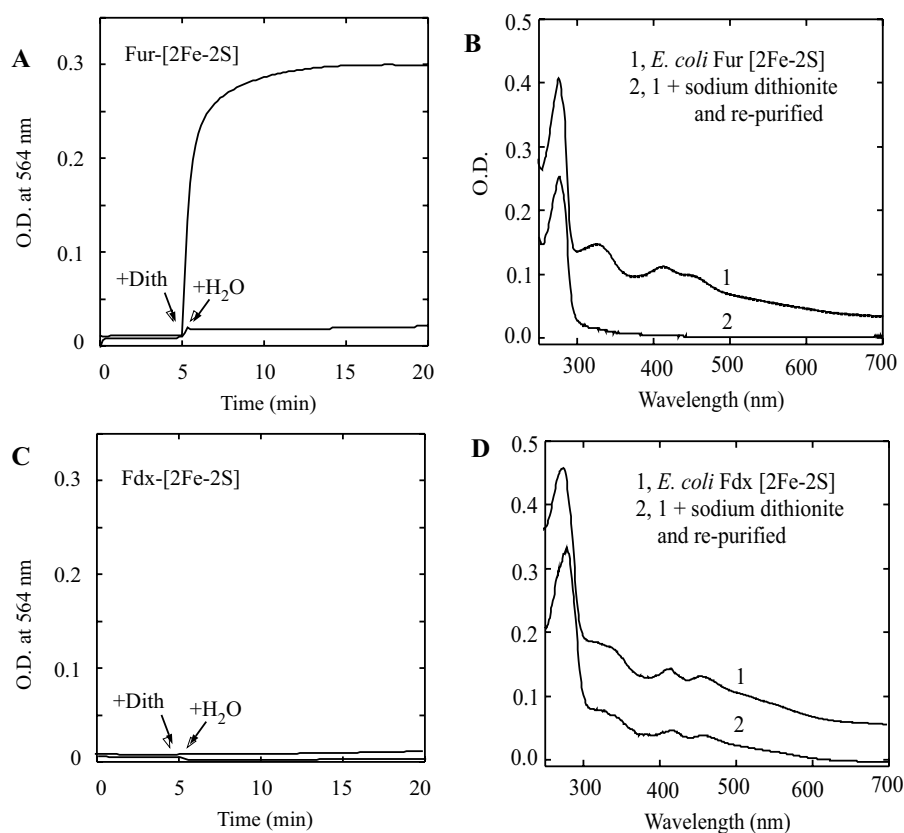 A
Fur-[2Fe-2S]
O.D. at 564 nm
0.3
0.2
0.1
0
+Dith
+H2O
0 5 10 15 20
Time (min)
B
1, E. coli Fur [2Fe-2S]
2, 1 + sodium dithionite
and re-purified
O.D.
0.5
0.4
0.3
0.2
0.1
0.0
1
2
300 400 500 600 700
Wavelength (nm)
C
Fdx-[2Fe-2S]
O.D. at 564 nm
0.3
0.2
0.1
0
+Dith
+H2O
0 5 10 15 20
Time (min)
D
1, E. coli Fdx [2Fe-2S]
2, 1 + sodium dithionite
and re-purified
0.5
0.4
0.3
0.2
0.1
0.0
1
2
300 400 500 600 700
Wavelength (nm)